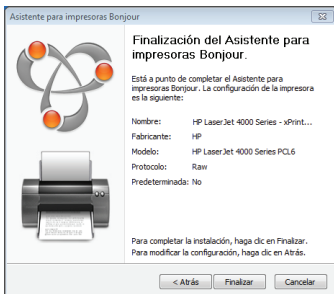 Asistente para impresoras Bonjour
Finalización del Asistente para
impresoras Bonjour.
Está a punto de completar el Asistente para
impresoras Bonjour. La configuración de la impresora
es la siguiente:
Nombre: HP LaserJet 4000 Series - xPrint...
Fabricante: HP
Modelo: HP LaserJet 4000 Series PCL6
Protocolo: Raw
Predeterminada: No
Para completar la instalación, haga clic en Finalizar.
Para modificar la configuración, haga clic en Atrás.
< Atrás Finalizar Cancelar